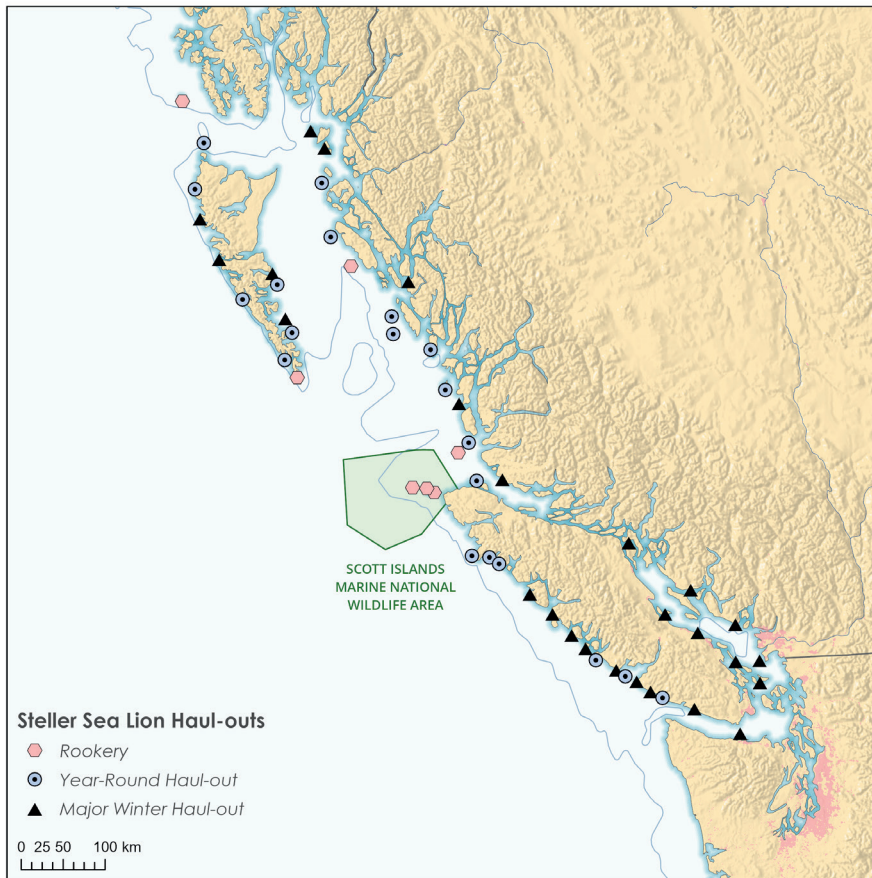 SCOTT ISLANDS
MARINE NATIONAL
WILDLIFE AREA
Steller Sea Lion Haul-outs
Rookery
Year-Round Haul-out
Major Winter Haul-out
0 25 50 100 km